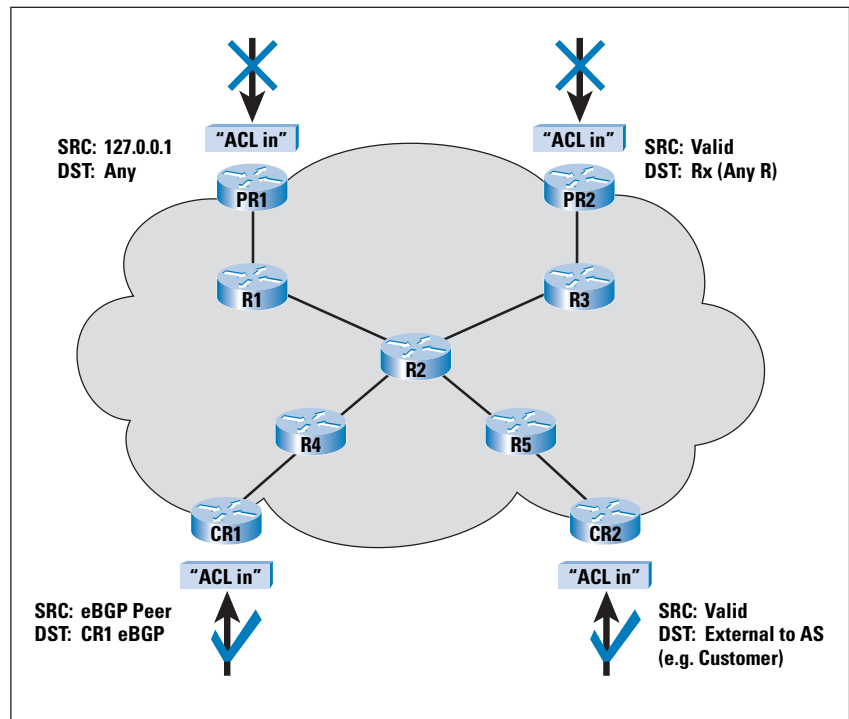 "ACL in"
"ACL in"
SRC: 127.0.0.1
DST: Any
SRC: Valid
DST: Rx (Any R)
PR1
PR2
R1
R3
R2
R4
R5
CR1
CR2
"ACL in"
"ACL in"
SRC: eBGP Peer
DST: CR1 eBGP
SRC: Valid
DST: External to AS
(e.g. Customer)